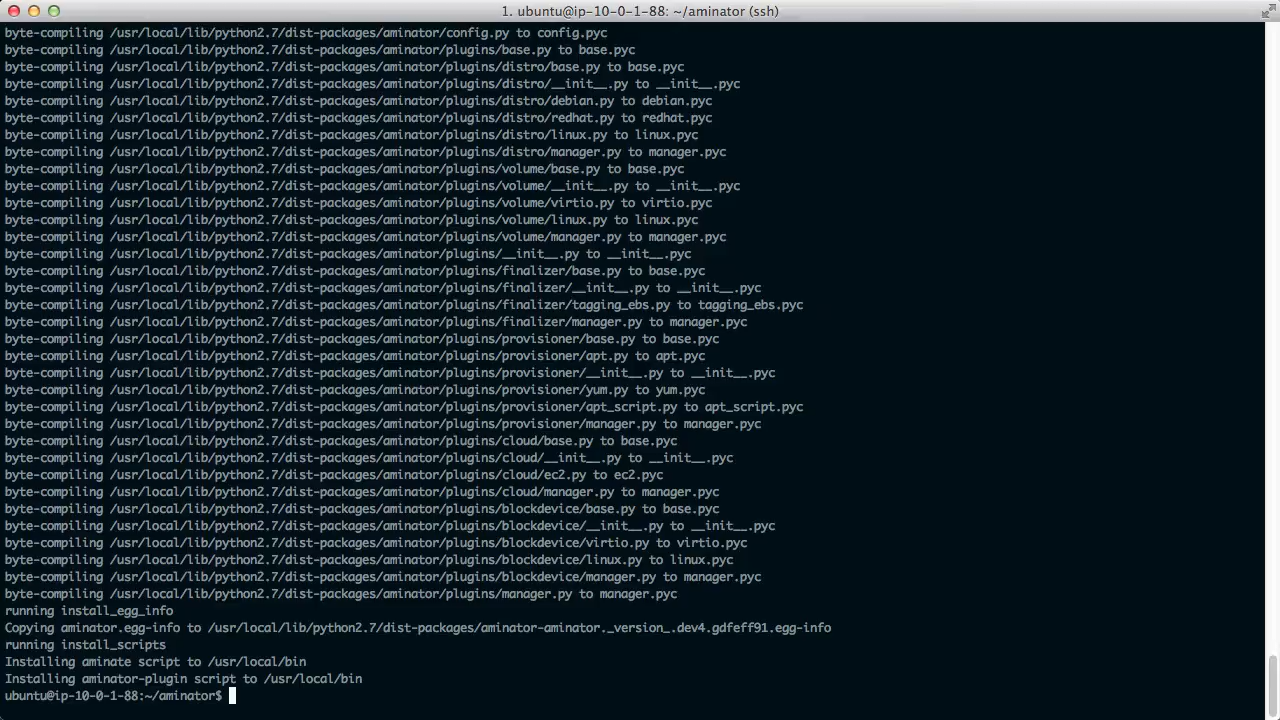 1. ubuntu@ip-10-0-1-88: ~/aminator (ssh)
byte-compiling /usr/local/lib/python2.7/dist-packages/aminator/config.py to config.pyc
byte-compiling /usr/local/lib/python2.7/dist-packages/aminator/plugins/base.py to base.pyc
byte-compiling /usr/local/lib/python2.7/dist-packages/aminator/plugins/distro/base.py to base.pyc
byte-compiling /usr/local/lib/python2.7/dist-packages/aminator/plugins/distro/__init__.py to __init__.pyc
byte-compiling /usr/local/lib/python2.7/dist-packages/aminator/plugins/distro/debian.py to debian.pyc
byte-compiling /usr/local/lib/python2.7/dist-packages/aminator/plugins/distro/redhat.py to redhat.pyc
byte-compiling /usr/local/lib/python2.7/dist-packages/aminator/plugins/distro/linux.py to linux.pyc
byte-compiling /usr/local/lib/python2.7/dist-packages/aminator/plugins/distro/manager.py to manager.pyc
byte-compiling /usr/local/lib/python2.7/dist-packages/aminator/plugins/volume/base.py to base.pyc
byte-compiling /usr/local/lib/python2.7/dist-packages/aminator/plugins/volume/__init__.py to __init__.pyc
byte-compiling /usr/local/lib/python2.7/dist-packages/aminator/plugins/volume/virtio.py to virtio.pyc
byte-compiling /usr/local/lib/python2.7/dist-packages/aminator/plugins/volume/linux.py to linux.pyc
byte-compiling /usr/local/lib/python2.7/dist-packages/aminator/plugins/volume/manager.py to manager.pyc
byte-compiling /usr/local/lib/python2.7/dist-packages/aminator/plugins/__init__.py to __init__.pyc
byte-compiling /usr/local/lib/python2.7/dist-packages/aminator/plugins/finalizer/base.py to base.pyc
byte-compiling /usr/local/lib/python2.7/dist-packages/aminator/plugins/finalizer/__init__.py to __init__.pyc
byte-compiling /usr/local/lib/python2.7/dist-packages/aminator/plugins/finalizer/tagging_ebs.py to tagging_ebs.pyc
byte-compiling /usr/local/lib/python2.7/dist-packages/aminator/plugins/finalizer/manager.py to manager.pyc
byte-compiling /usr/local/lib/python2.7/dist-packages/aminator/plugins/provisioner/base.py to base.pyc
byte-compiling /usr/local/lib/python2.7/dist-packages/aminator/plugins/provisioner/apt.py to apt.pyc
byte-compiling /usr/local/lib/python2.7/dist-packages/aminator/plugins/provisioner/__init__.py to __init__.pyc
byte-compiling /usr/local/lib/python2.7/dist-packages/aminator/plugins/provisioner/yum.py to yum.pyc
byte-compiling /usr/local/lib/python2.7/dist-packages/aminator/plugins/provisioner/apt_script.py to apt_script.pyc
byte-compiling /usr/local/lib/python2.7/dist-packages/aminator/plugins/provisioner/manager.py to manager.pyc
byte-compiling /usr/local/lib/python2.7/dist-packages/aminator/plugins/cloud/base.py to base.pyc
byte-compiling /usr/local/lib/python2.7/dist-packages/aminator/plugins/cloud/__init__.py to __init__.pyc
byte-compiling /usr/local/lib/python2.7/dist-packages/aminator/plugins/cloud/ec2.py to ec2.pyc
byte-compiling /usr/local/lib/python2.7/dist-packages/aminator/plugins/cloud/manager.py to manager.pyc
byte-compiling /usr/local/lib/python2.7/dist-packages/aminator/plugins/blockdevice/base.py to base.pyc
byte-compiling /usr/local/lib/python2.7/dist-packages/aminator/plugins/blockdevice/__init__.py to __init__.pyc
byte-compiling /usr/local/lib/python2.7/dist-packages/aminator/plugins/blockdevice/virtio.py to virtio.pyc
byte-compiling /usr/local/lib/python2.7/dist-packages/aminator/plugins/blockdevice/linux.py to linux.pyc
byte-compiling /usr/local/lib/python2.7/dist-packages/aminator/plugins/blockdevice/manager.py to manager.pyc
byte-compiling /usr/local/lib/python2.7/dist-packages/aminator/plugins/manager.py to manager.pyc
running install_egg_info
Copying aminator.egg-info to /usr/local/lib/python2.7/dist-packages/aminator-aminator._version_.dev4.gdfeff91.egg-info
running install_scripts
Installing aminate script to /usr/local/bin
Installing aminator-plugin script to /usr/local/bin
ubuntu@ip-10-0-1-88:~/aminator$